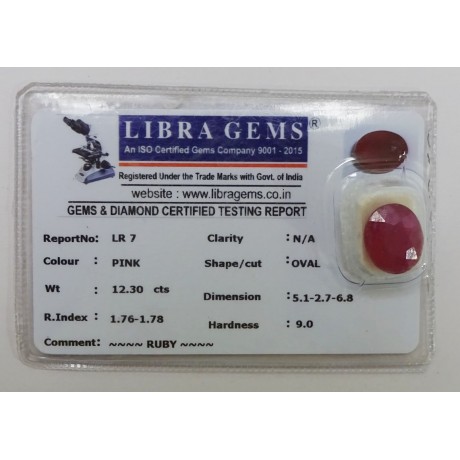 LIBRA GEMS ®
An ISO Certified Gems Company 9001 - 2015
Registered Under the Trade Marks with Govt. of India
website : www.libragems.co.in
GEMS & DIAMOND CERTIFIED TESTING REPORT
ReportNo: LR 7 Clarity : N/A
Colour : PINK Shape/cut : OVAL
Wt : 12.30 cts Dimension : 5.1-2.7-6.8
R.Index : 1.76-1.78 Hardness : 9.0
Comment: ~~~~ RUBY ~~~~